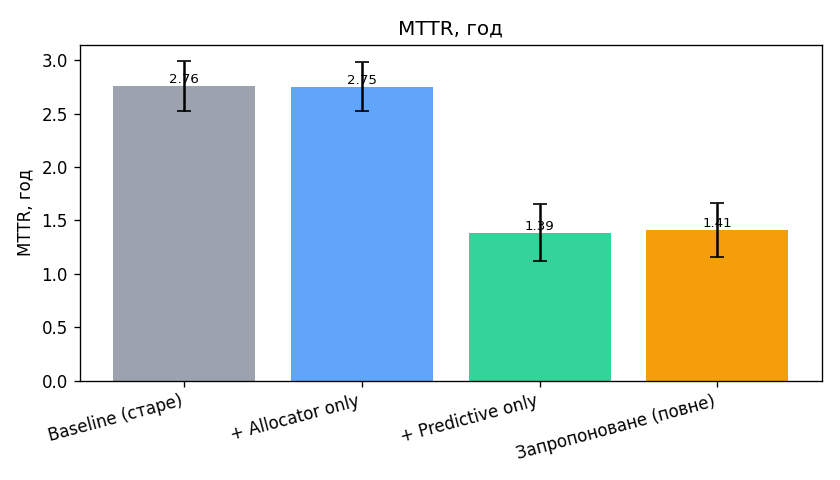 MTTR, год
MTTR, год
3.0
2.5
2.0
1.5
1.0
0.5
0.0
2.76
2.75
1.39
1.41
Baseline (старе)
+ Allocator only
+ Predictive only
Запропоноване (повне)